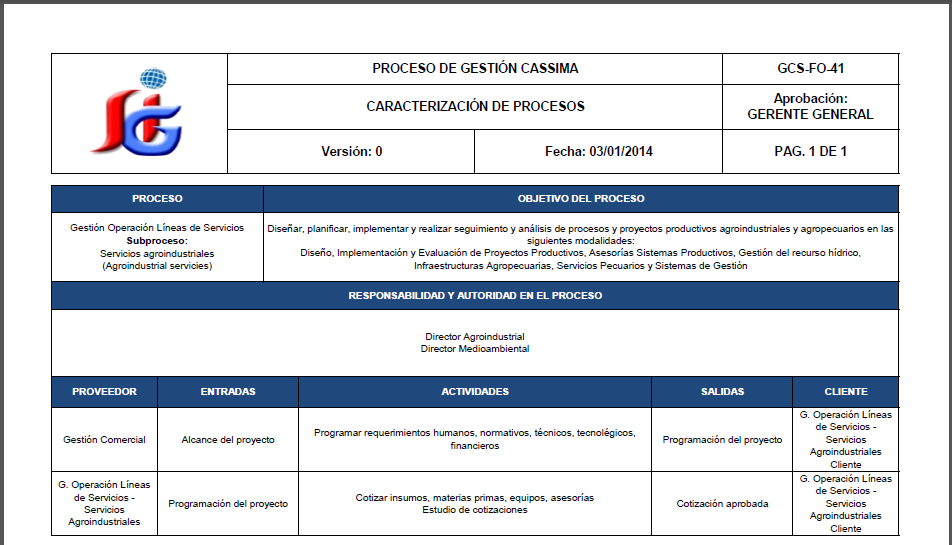 PROCESO DE GESTIÓN CASSIMA
GCS-FO-41
CARACTERIZACIÓN DE PROCESOS
Aprobación:
GERENTE GENERAL
Versión: 0
Fecha: 03/01/2014
PAG. 1 DE 1
PROCESO
OBJETIVO DEL PROCESO
Gestión Operación Líneas de Servicios
Subproceso:
Servicios agroindustriales
(Agroindustrial servicies)
Diseñar, planificar, implementar y realizar seguimiento y análisis de procesos y proyectos productivos agroindustriales y agropecuarios en las
siguientes modalidades:
Diseño, Implementación y Evaluación de Proyectos Productivos, Asesorías Sistemas Productivos, Gestión del recurso hídrico,
Infraestructuras Agropecuarias, Servicios Pecuarios y Sistemas de Gestión
RESPONSABILIDAD Y AUTORIDAD EN EL PROCESO
Director Agroindustrial
Director Medioambiental
PROVEEDOR
ENTRADAS
ACTIVIDADES
SALIDAS
CLIENTE
Gestión Comercial
Alcance del proyecto
Programar requerimientos humanos, normativos, técnicos, tecnológicos,
financieros
Programación del proyecto
G. Operación Líneas
de Servicios -
Servicios
Agroindustriales
Cliente
G. Operación Líneas
de Servicios -
Servicios
Agroindustriales
Programación del proyecto
Cotizar insumos, materias primas, equipos, asesorías
Estudio de cotizaciones
Cotización aprobada
G. Operación Líneas
de Servicios -
Servicios
Agroindustriales
Cliente